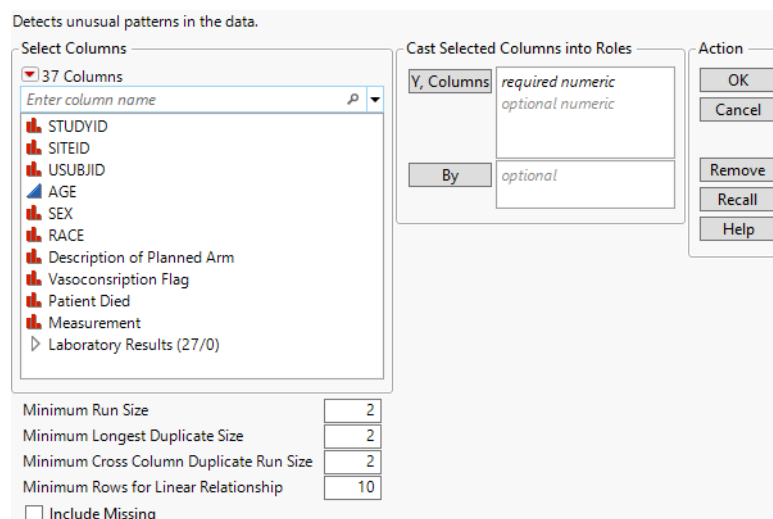 Detects unusual patterns in the data.
Select Columns
37 Columns
Enter column name
STUDYID
SITEID
USUBJID
AGE
SEX
RACE
Description of Planned Arm
Vasoconsription Flag
Patient Died
Measurement
Laboratory Results (27/0)
Cast Selected Columns into Roles
Y, Columns
required numeric
optional numeric
By
optional
Action
OK
Cancel
Remove
Recall
Help
Minimum Run Size 2
Minimum Longest Duplicate Size 2
Minimum Cross Column Duplicate Run Size 2
Minimum Rows for Linear Relationship 10
Include Missing